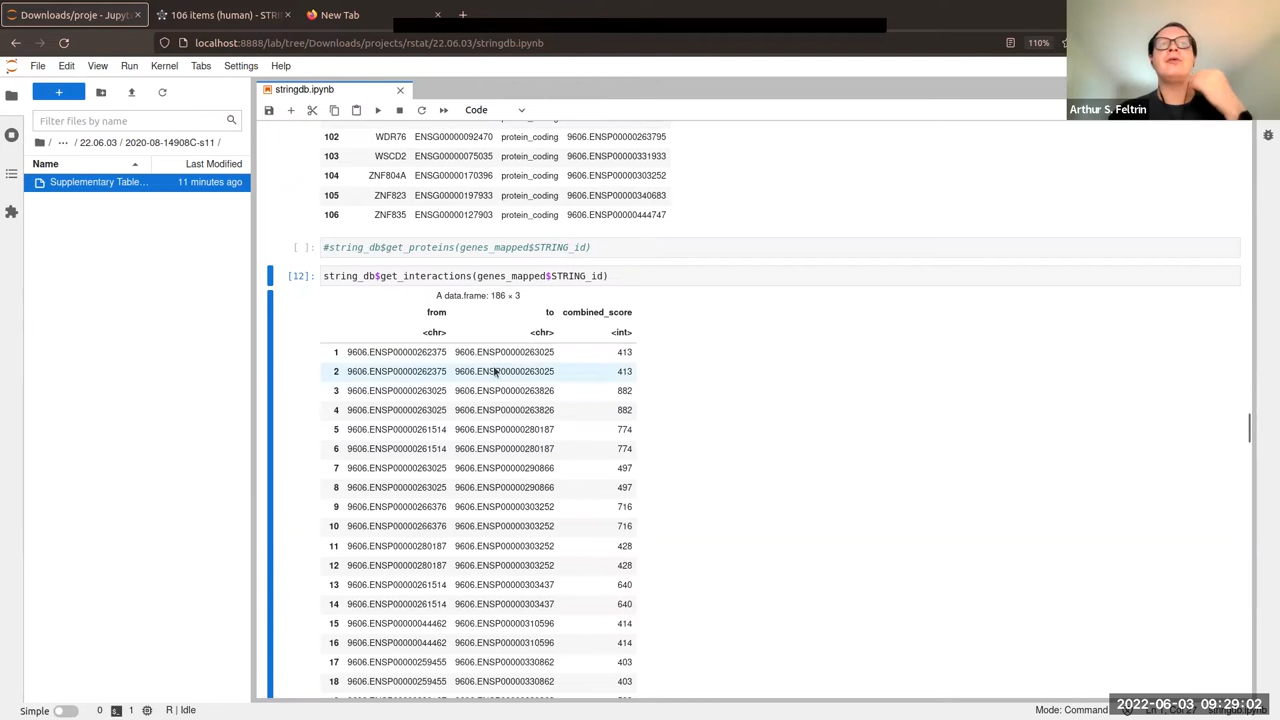 Downloads/proje - Jupyt
106 items (human) - STRI
New Tab
localhost:8888/lab/tree/Downloads/projects/rstat/22.06.03/stringdb.ipynb
110%
File Edit View Run Kernel Tabs Settings Help
Arthur S. Feltrin
stringdb.ipynb
Code
Filter files by name
/ ... / 22.06.03 / 2020-08-14908C-s11 /
Name Last Modified
Supplementary Table... 11 minutes ago
102 WDR76 ENSG00000092470 protein_coding 9606.ENSP00000263795
103 WSCD2 ENSG00000075035 protein_coding 9606.ENSP00000331933
104 ZNF804A ENSG00000170396 protein_coding 9606.ENSP00000303252
105 ZNF823 ENSG00000197933 protein_coding 9606.ENSP00000340683
106 ZNF835 ENSG00000127903 protein_coding 9606.ENSP00000444747
[ ]: #string_db$get_proteins(genes_mapped$STRING_id)
[12]: string_db$get_interactions(genes_mapped$STRING_id)
A data.frame: 186 × 3
from to combined_score
<chr> <chr> <int>
1 9606.ENSP00000262375 9606.ENSP00000263025 413
2 9606.ENSP00000262375 9606.ENSP00000263025 413
3 9606.ENSP00000263025 9606.ENSP00000263826 882
4 9606.ENSP00000263025 9606.ENSP00000263826 882
5 9606.ENSP00000261514 9606.ENSP00000280187 774
6 9606.ENSP00000261514 9606.ENSP00000280187 774
7 9606.ENSP00000263025 9606.ENSP00000290866 497
8 9606.ENSP00000263025 9606.ENSP00000290866 497
9 9606.ENSP00000266376 9606.ENSP00000303252 716
10 9606.ENSP00000266376 9606.ENSP00000303252 716
11 9606.ENSP00000280187 9606.ENSP00000303252 428
12 9606.ENSP00000280187 9606.ENSP00000303252 428
13 9606.ENSP00000261514 9606.ENSP00000303437 640
14 9606.ENSP00000261514 9606.ENSP00000303437 640
15 9606.ENSP00000044462 9606.ENSP00000310596 414
16 9606.ENSP00000044462 9606.ENSP00000310596 414
17 9606.ENSP00000259455 9606.ENSP00000330862 403
18 9606.ENSP00000259455 9606.ENSP00000330862 403
Simple 0 1 R | Idle
Mode: Command
2022-06-03, 09:29:02